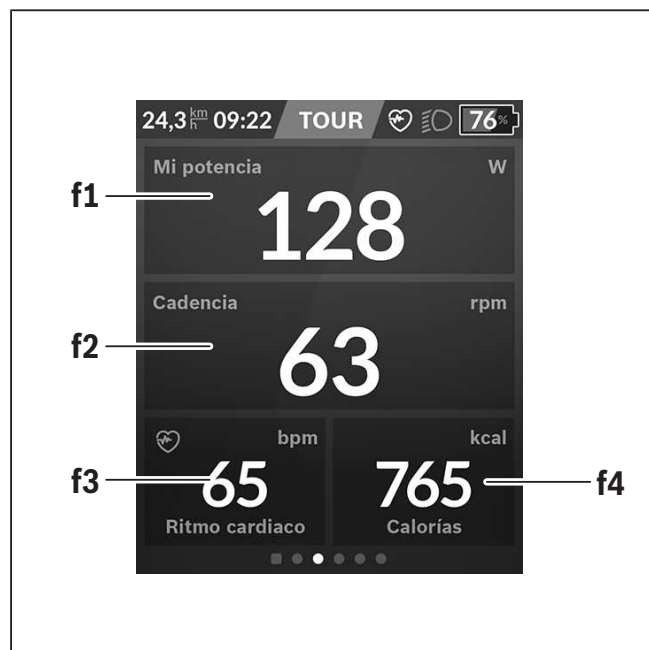 24,3 km/h 09:22 TOUR 76%
Mi potencia W
f1
128
Cadencia rpm
f2
63
bpm kcal
f3 65 765 f4
Ritmo cardiaco Calorías